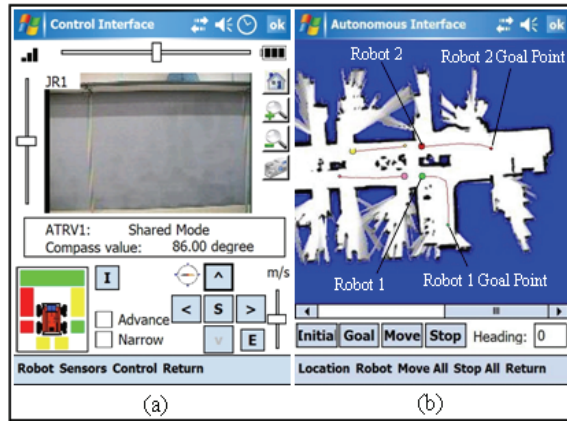 Control Interface ok
JR1
ATRV1: Shared Mode
Compass value: 86.00 degree
I ^ m/s
< S >
Advance
Narrow v E
Robot Sensors Control Return
(a)
Autonomous Interface ok
Robot 2 Robot 2 Goal Point
Robot 1 Robot 1 Goal Point
Initial Goal Move Stop Heading: 0
Location Robot Move All Stop All Return
(b)